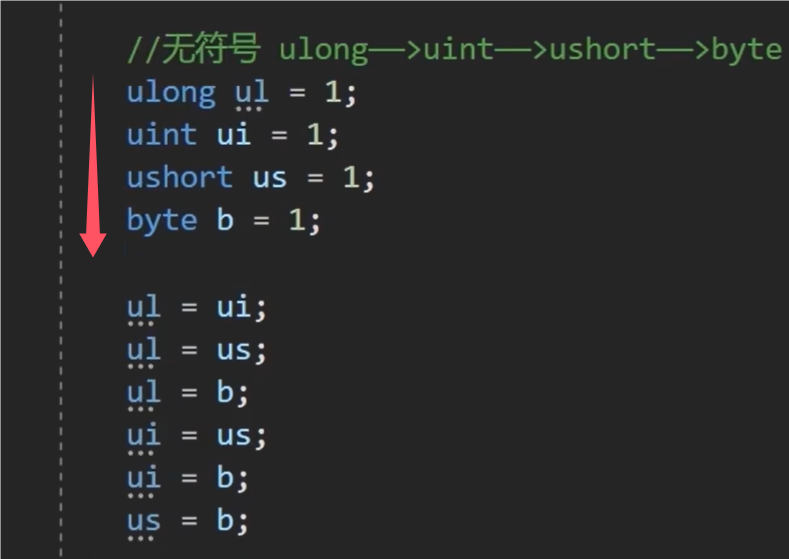 //无符号 ulong——>uint——>ushort——>byte
ulong ul = 1;
uint ui = 1;
ushort us = 1;
byte b = 1;
ul = ui;
ul = us;
ul = b;
ui = us;
ui = b;
us = b;